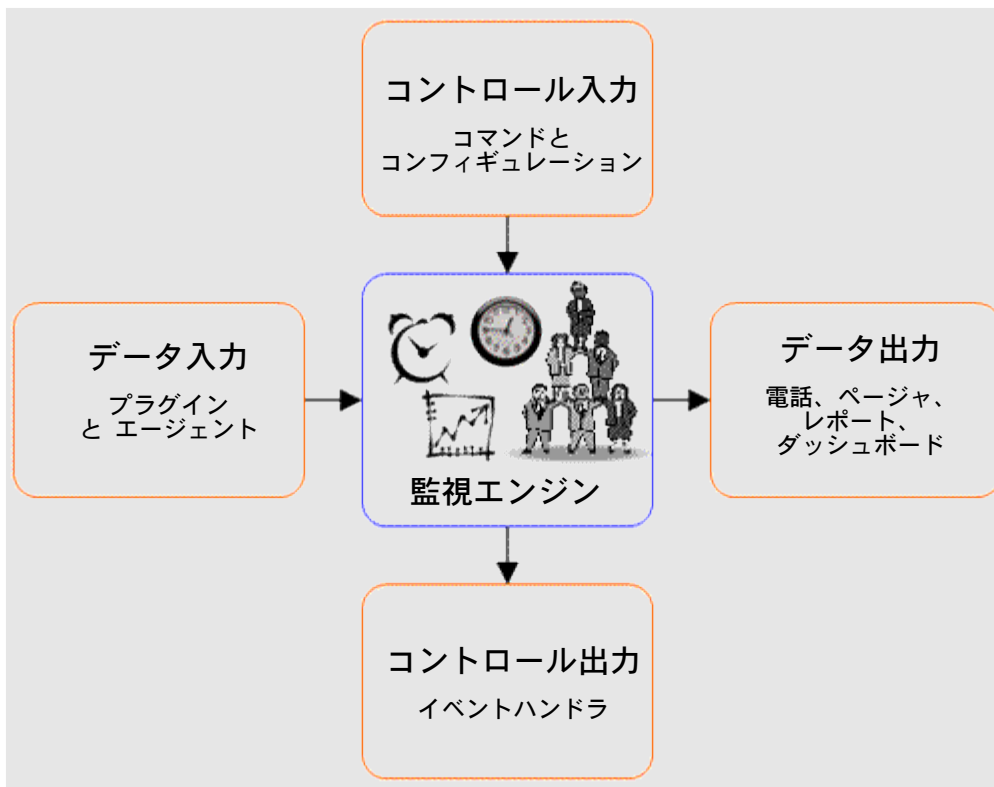 コントロール入力
コマンドと
コンフィギュレーション
データ入力
プラグイン
と エージェント
監視エンジン
データ出力
電話、ページャ、
レポート、
ダッシュボード
コントロール出力
イベントハンドラ